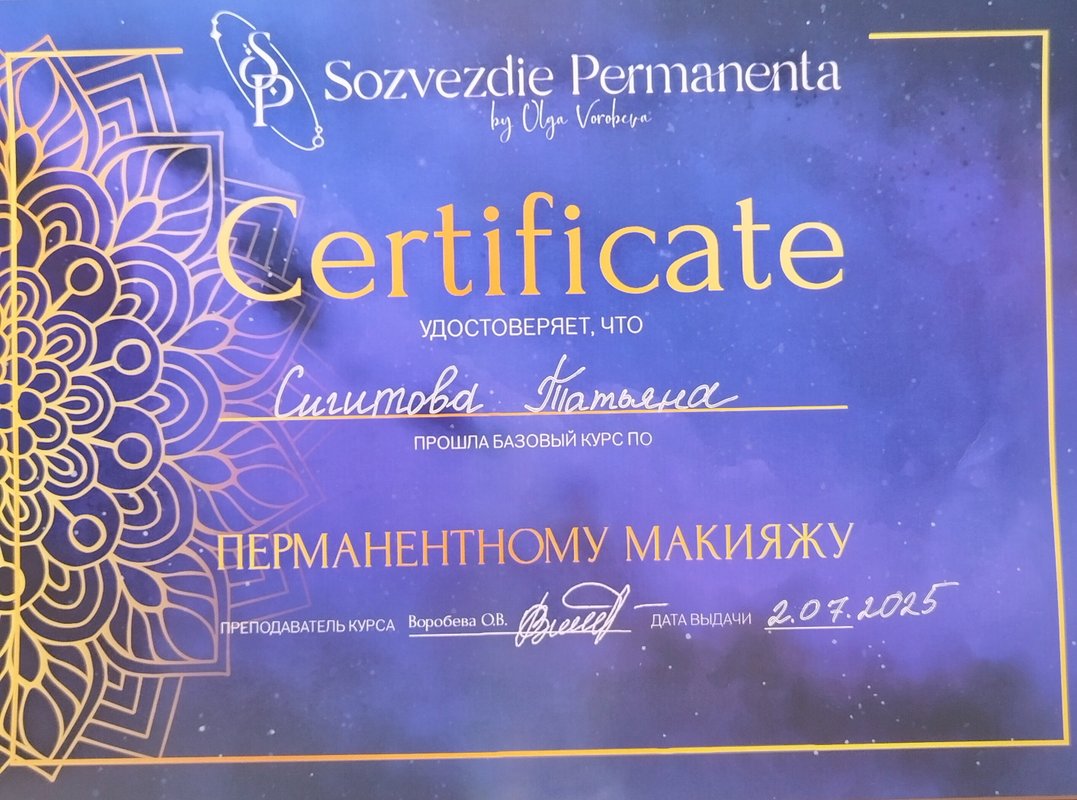 SP
Sozvezdie Permanenta
by Olga Vorobeva
Certificate
УДОСТОВЕРЯЕТ, ЧТО
Сигитова Татьяна
ПРОШЛА БАЗОВЫЙ КУРС ПО
ПЕРМАНЕНТНОМУ МАКИЯЖУ
ПРЕПОДАВАТЕЛЬ КУРСА Воробева О.В. ДАТА ВЫДАЧИ 2.07.2025